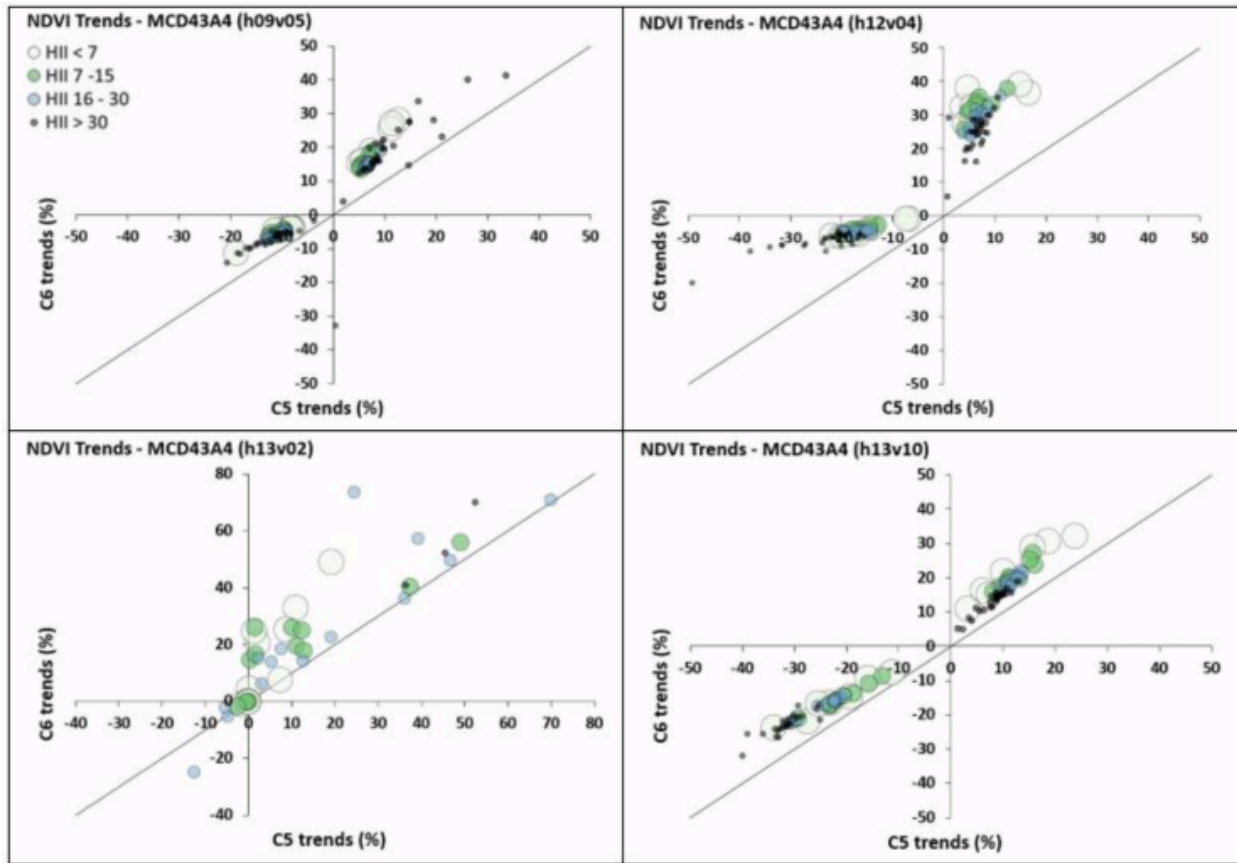 NDVI Trends - MCD43A4 (h09v05)
HII < 7
HII 7 -15
HII 16 - 30
HII > 30
50
40
30
20
10
0
-50 -40 -30 -20 -10 0 10 20 30 40 50
-10
-20
-30
-40
-50
C6 trends (%)
C5 trends (%)
NDVI Trends - MCD43A4 (h12v04)
50
40
30
20
10
0
-50 -40 -30 -20 -10 0 10 20 30 40 50
-10
-20
-30
-40
-50
C6 trends (%)
C5 trends (%)
NDVI Trends - MCD43A4 (h13v02)
80
60
40
20
0
-40 -30 -20 -10 0 10 20 30 40 50 60 70 80
-20
-40
C6 trends (%)
C5 trends (%)
NDVI Trends - MCD43A4 (h13v10)
50
40
30
20
10
0
-50 -40 -30 -20 -10 0 10 20 30 40 50
-10
-20
-30
-40
-50
C6 trends (%)
C5 trends (%)